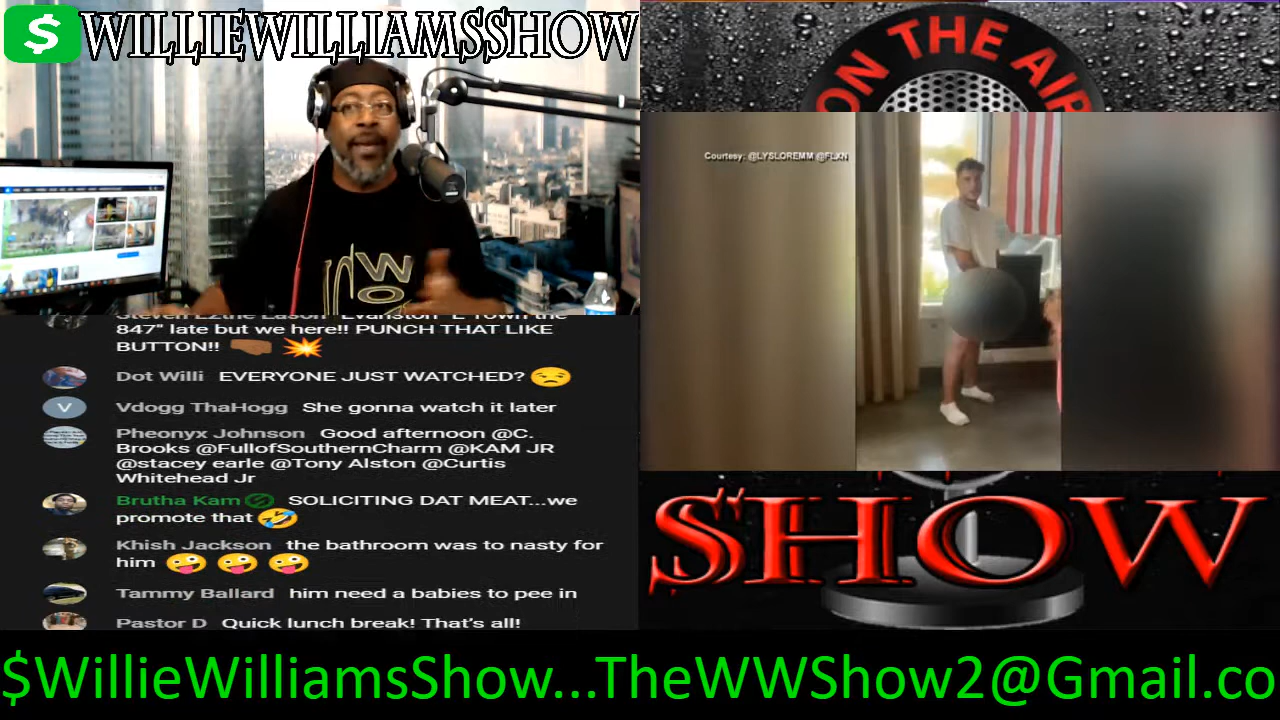 $ WILLIEWILLIAMSSHOW
ON THE AIR
Courtesy: @LYSLOREMM @FLXN
WO
847" late but we here!! PUNCH THAT LIKE
BUTTON!! 🤜🏾 💥
Dot Willi EVERYONE JUST WATCHED? 😒
V Vdogg ThaHogg She gonna watch it later
Pheonyx Johnson Good afternoon @C.
Brooks @FullofSouthernCharm @KAM JR
@stacey earle @Tony Alston @Curtis
Whitehead Jr
Brutha Kam SOLICITING DAT MEAT...we
promote that 🤣
Khish Jackson the bathroom was to nasty for
him 🤪 🤪 🤪
Tammy Ballard him need a babies to pee in
Pastor D Quick lunch break! That's all!
SHOW
$WillieWilliamsShow...TheWWShow2@Gmail.co